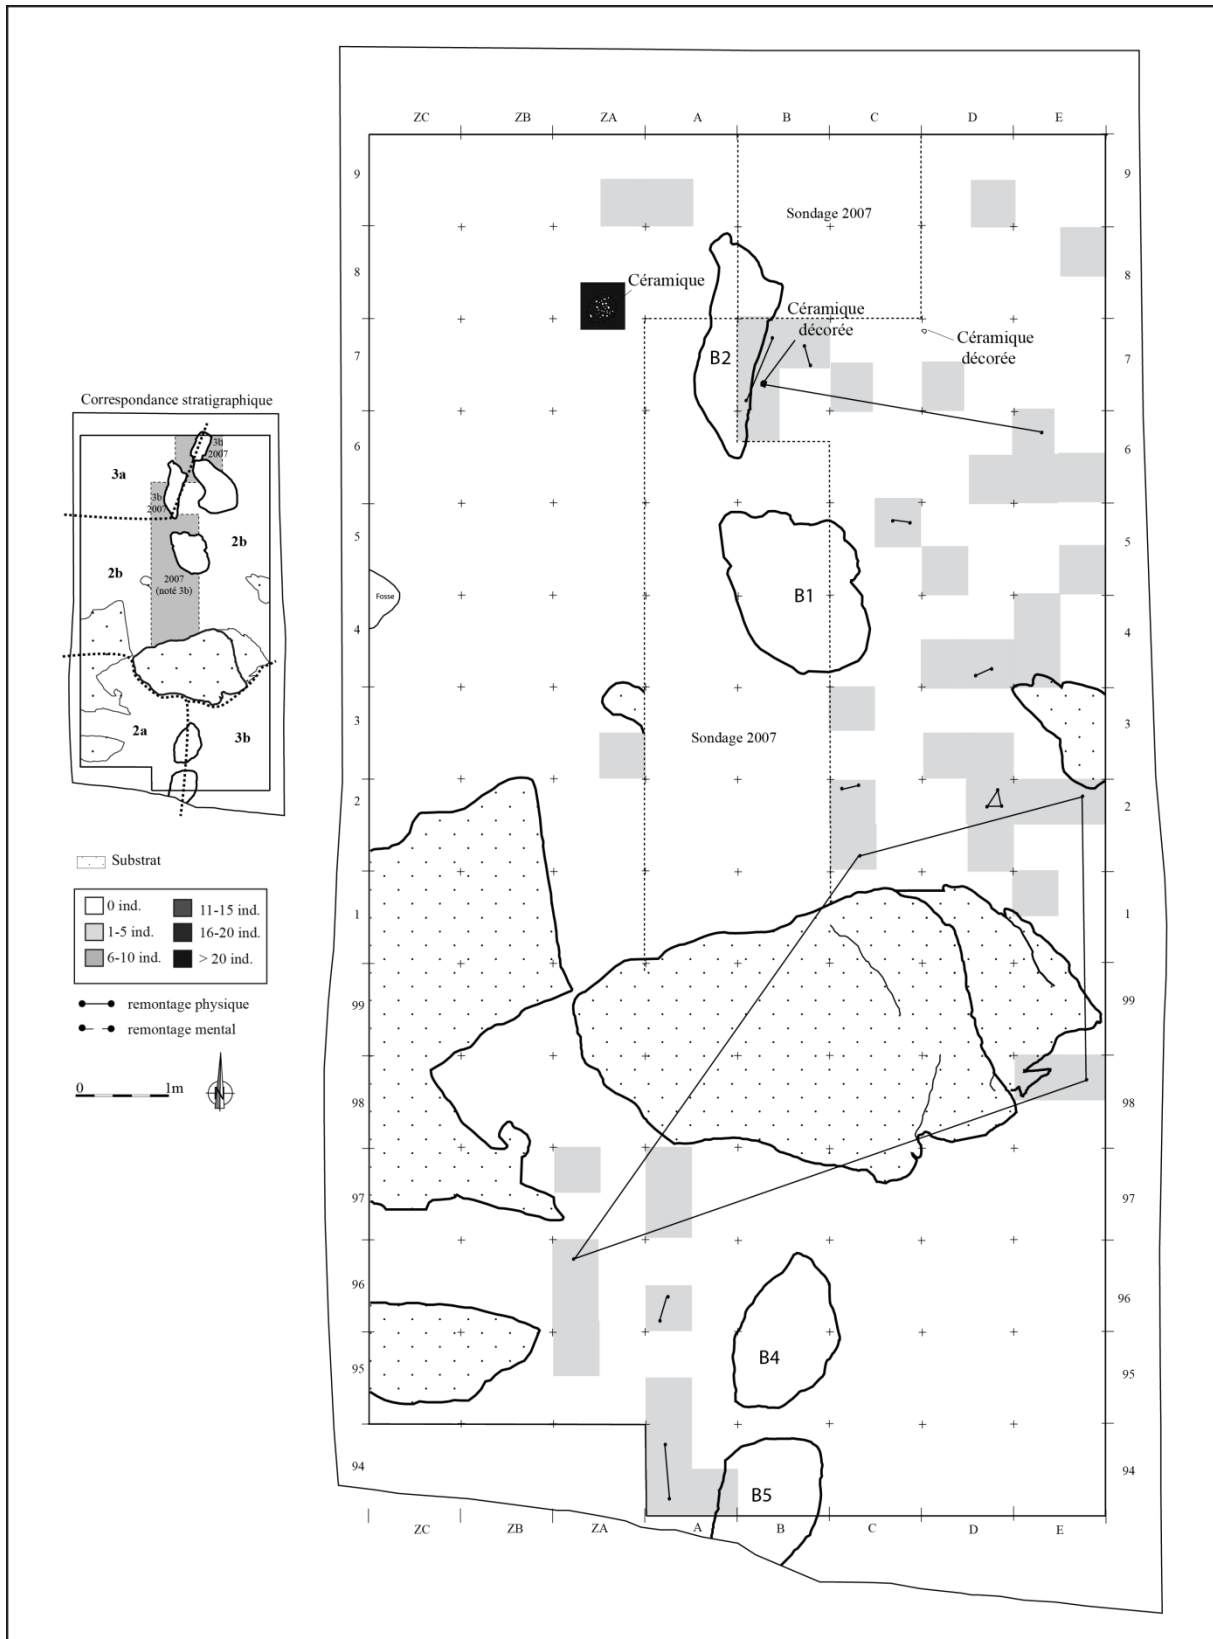 ZC ZB ZA A B C D E
9 9
Sondage 2007
8 8
Céramique
Céramique
décorée
Céramique
décorée
7 7
B2
Correspondance stratigraphique
6 6
3b
2007
3a
3b
2007
5 5
2b
2b
2007
(noté 3b)
Fosse
B1
4 4
3 3
2a
3b
Sondage 2007
2 2
Substrat
0 ind.
11-15 ind.
1-5 ind.
16-20 ind.
6-10 ind.
> 20 ind.
1 1
remontage physique
99 99
remontage mental
N
0 1m
98 98
97 97
96 96
B4
95 95
94 94
B5
ZC ZB ZA A B C D E